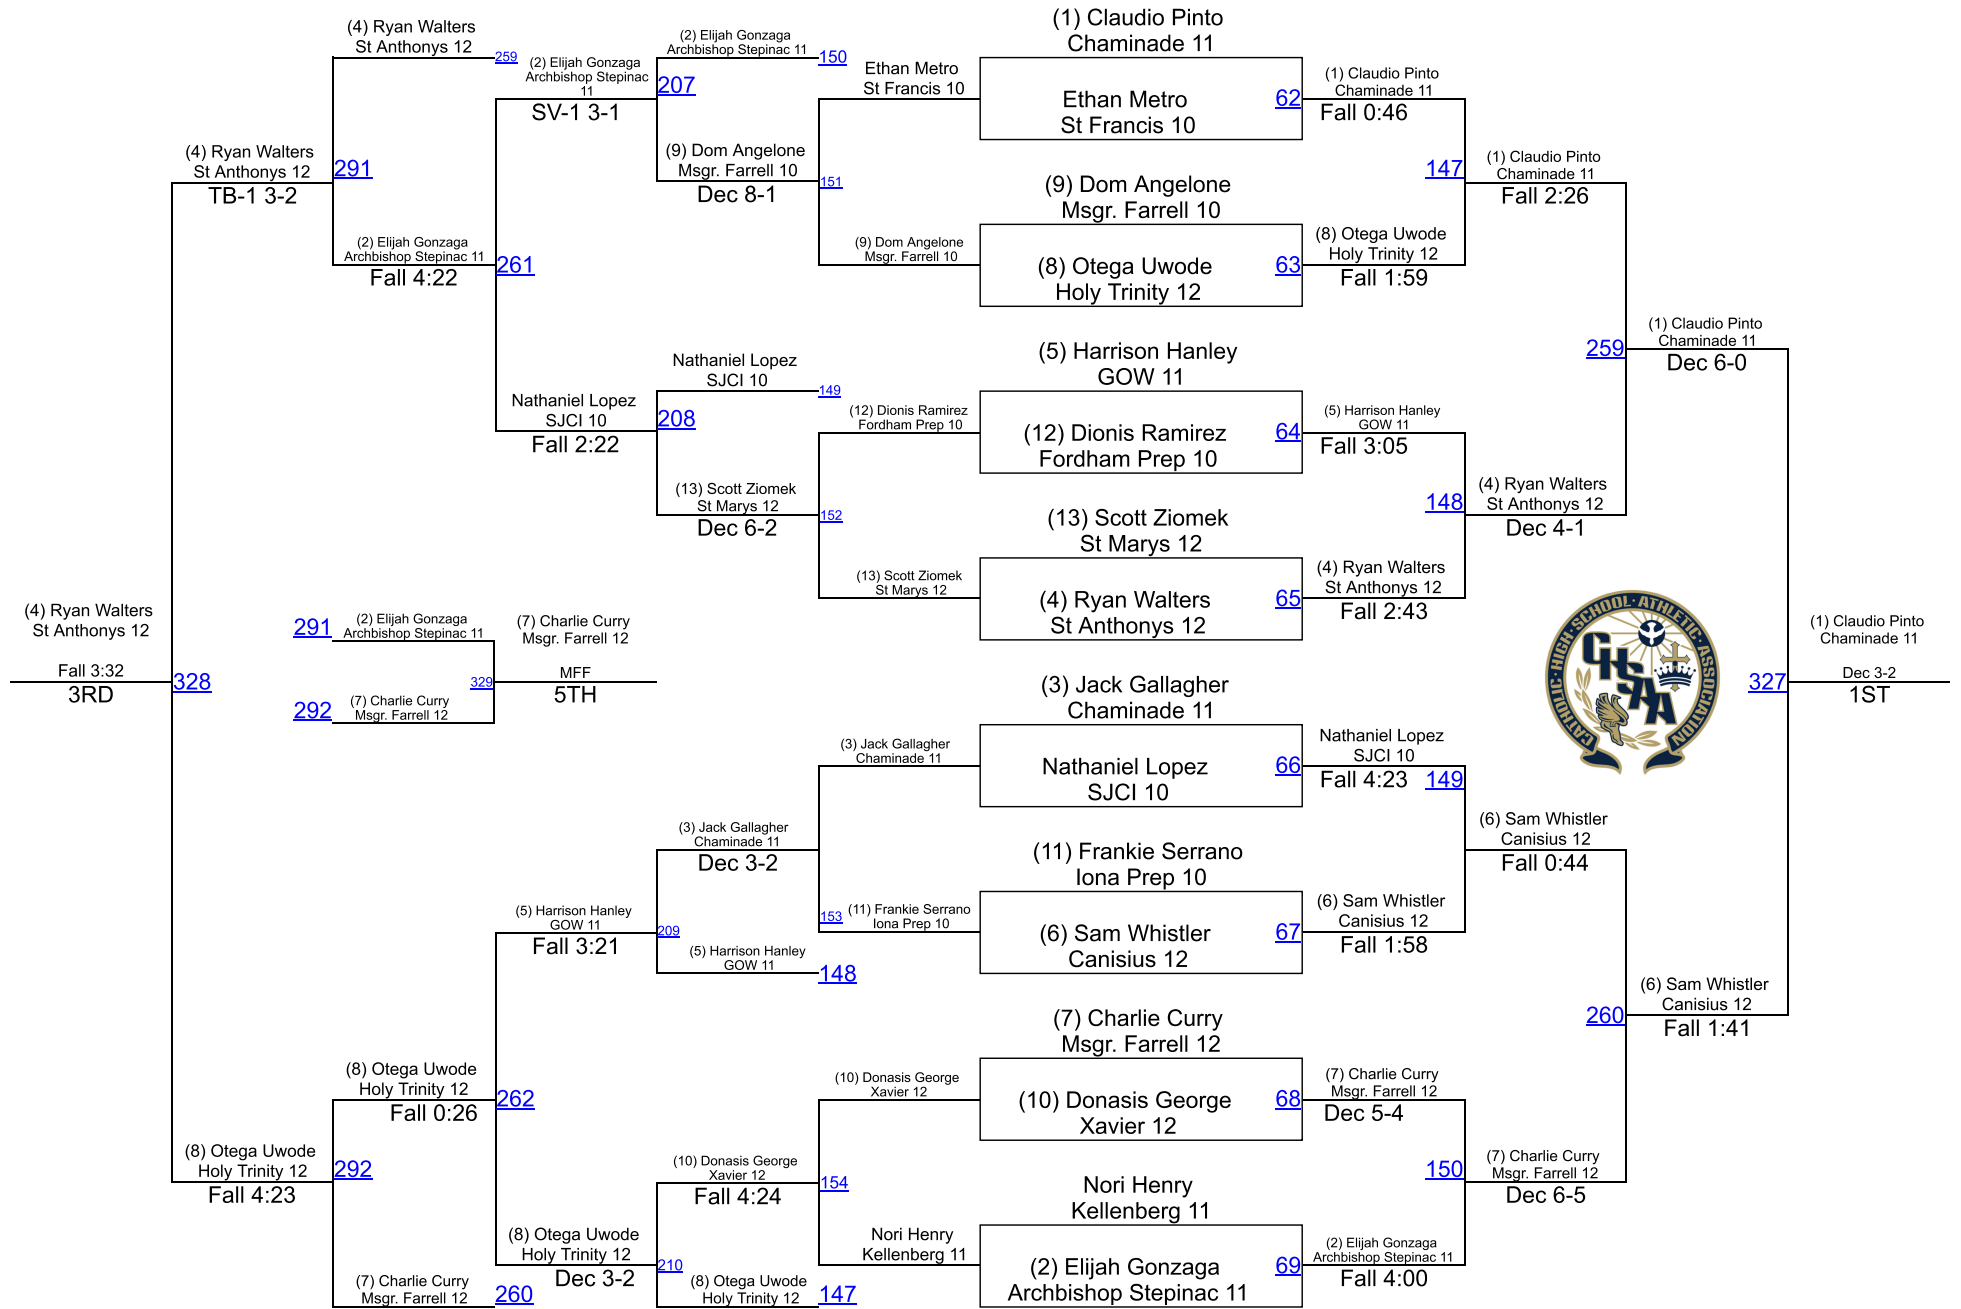 (4) Ryan Walters
St Anthonys 12
259
(4) Ryan Walters
St Anthonys 12
TB-1 3-2
291
(2) Elijah Gonzaga
Archbishop Stepinac 11
Fall 4:22
261
(2) Elijah Gonzaga
Archbishop Stepinac
11
SV-1 3-1
207
(2) Elijah Gonzaga
Archbishop Stepinac 11
150
(9) Dom Angelone
Msgr. Farrell 10
Dec 8-1
151
Ethan Metro
St Francis 10
(9) Dom Angelone
Msgr. Farrell 10
Nathaniel Lopez
SJCI 10
Fall 2:22
208
Nathaniel Lopez
SJCI 10
149
(13) Scott Ziomek
St Marys 12
Dec 6-2
152
(12) Dionis Ramirez
Fordham Prep 10
(13) Scott Ziomek
St Marys 12
(1) Claudio Pinto
Chaminade 11
Ethan Metro
St Francis 10
62
(9) Dom Angelone
Msgr. Farrell 10
(8) Otega Uwode
Holy Trinity 12
63
(5) Harrison Hanley
GOW 11
(12) Dionis Ramirez
Fordham Prep 10
64
(13) Scott Ziomek
St Marys 12
(4) Ryan Walters
St Anthonys 12
65
(1) Claudio Pinto
Chaminade 11
Fall 0:46
147
(8) Otega Uwode
Holy Trinity 12
Fall 1:59
(1) Claudio Pinto
Chaminade 11
Fall 2:26
(5) Harrison Hanley
GOW 11
Fall 3:05
148
(4) Ryan Walters
St Anthonys 12
Fall 2:43
(4) Ryan Walters
St Anthonys 12
Dec 4-1
259
(1) Claudio Pinto
Chaminade 11
Dec 6-0
(4) Ryan Walters
St Anthonys 12
Fall 3:32
3RD
328
291
(2) Elijah Gonzaga
Archbishop Stepinac 11
292
(7) Charlie Curry
Msgr. Farrell 12
329
(7) Charlie Curry
Msgr. Farrell 12
MFF
5TH
CATHOLIC·HIGH·SCHOOL·ATHLETIC·ASSOCIATION
CHSAA
327
(1) Claudio Pinto
Chaminade 11
Dec 3-2
1ST
(3) Jack Gallagher
Chaminade 11
Nathaniel Lopez
SJCI 10
66
(11) Frankie Serrano
Iona Prep 10
(6) Sam Whistler
Canisius 12
67
(7) Charlie Curry
Msgr. Farrell 12
(10) Donasis George
Xavier 12
68
Nori Henry
Kellenberg 11
(2) Elijah Gonzaga
Archbishop Stepinac 11
69
Nathaniel Lopez
SJCI 10
Fall 4:23
149
(6) Sam Whistler
Canisius 12
Fall 1:58
(6) Sam Whistler
Canisius 12
Fall 0:44
(7) Charlie Curry
Msgr. Farrell 12
Dec 5-4
150
(2) Elijah Gonzaga
Archbishop Stepinac 11
Fall 4:00
(7) Charlie Curry
Msgr. Farrell 12
Dec 6-5
260
(6) Sam Whistler
Canisius 12
Fall 1:41
(3) Jack Gallagher
Chaminade 11
(3) Jack Gallagher
Chaminade 11
Dec 3-2
153
(11) Frankie Serrano
Iona Prep 10
(5) Harrison Hanley
GOW 11
Fall 3:21
209
(5) Harrison Hanley
GOW 11
148
(8) Otega Uwode
Holy Trinity 12
Fall 0:26
262
(10) Donasis George
Xavier 12
(10) Donasis George
Xavier 12
Fall 4:24
154
Nori Henry
Kellenberg 11
(8) Otega Uwode
Holy Trinity 12
Fall 4:23
292
(8) Otega Uwode
Holy Trinity 12
Dec 3-2
210
(8) Otega Uwode
Holy Trinity 12
147
(7) Charlie Curry
Msgr. Farrell 12
260